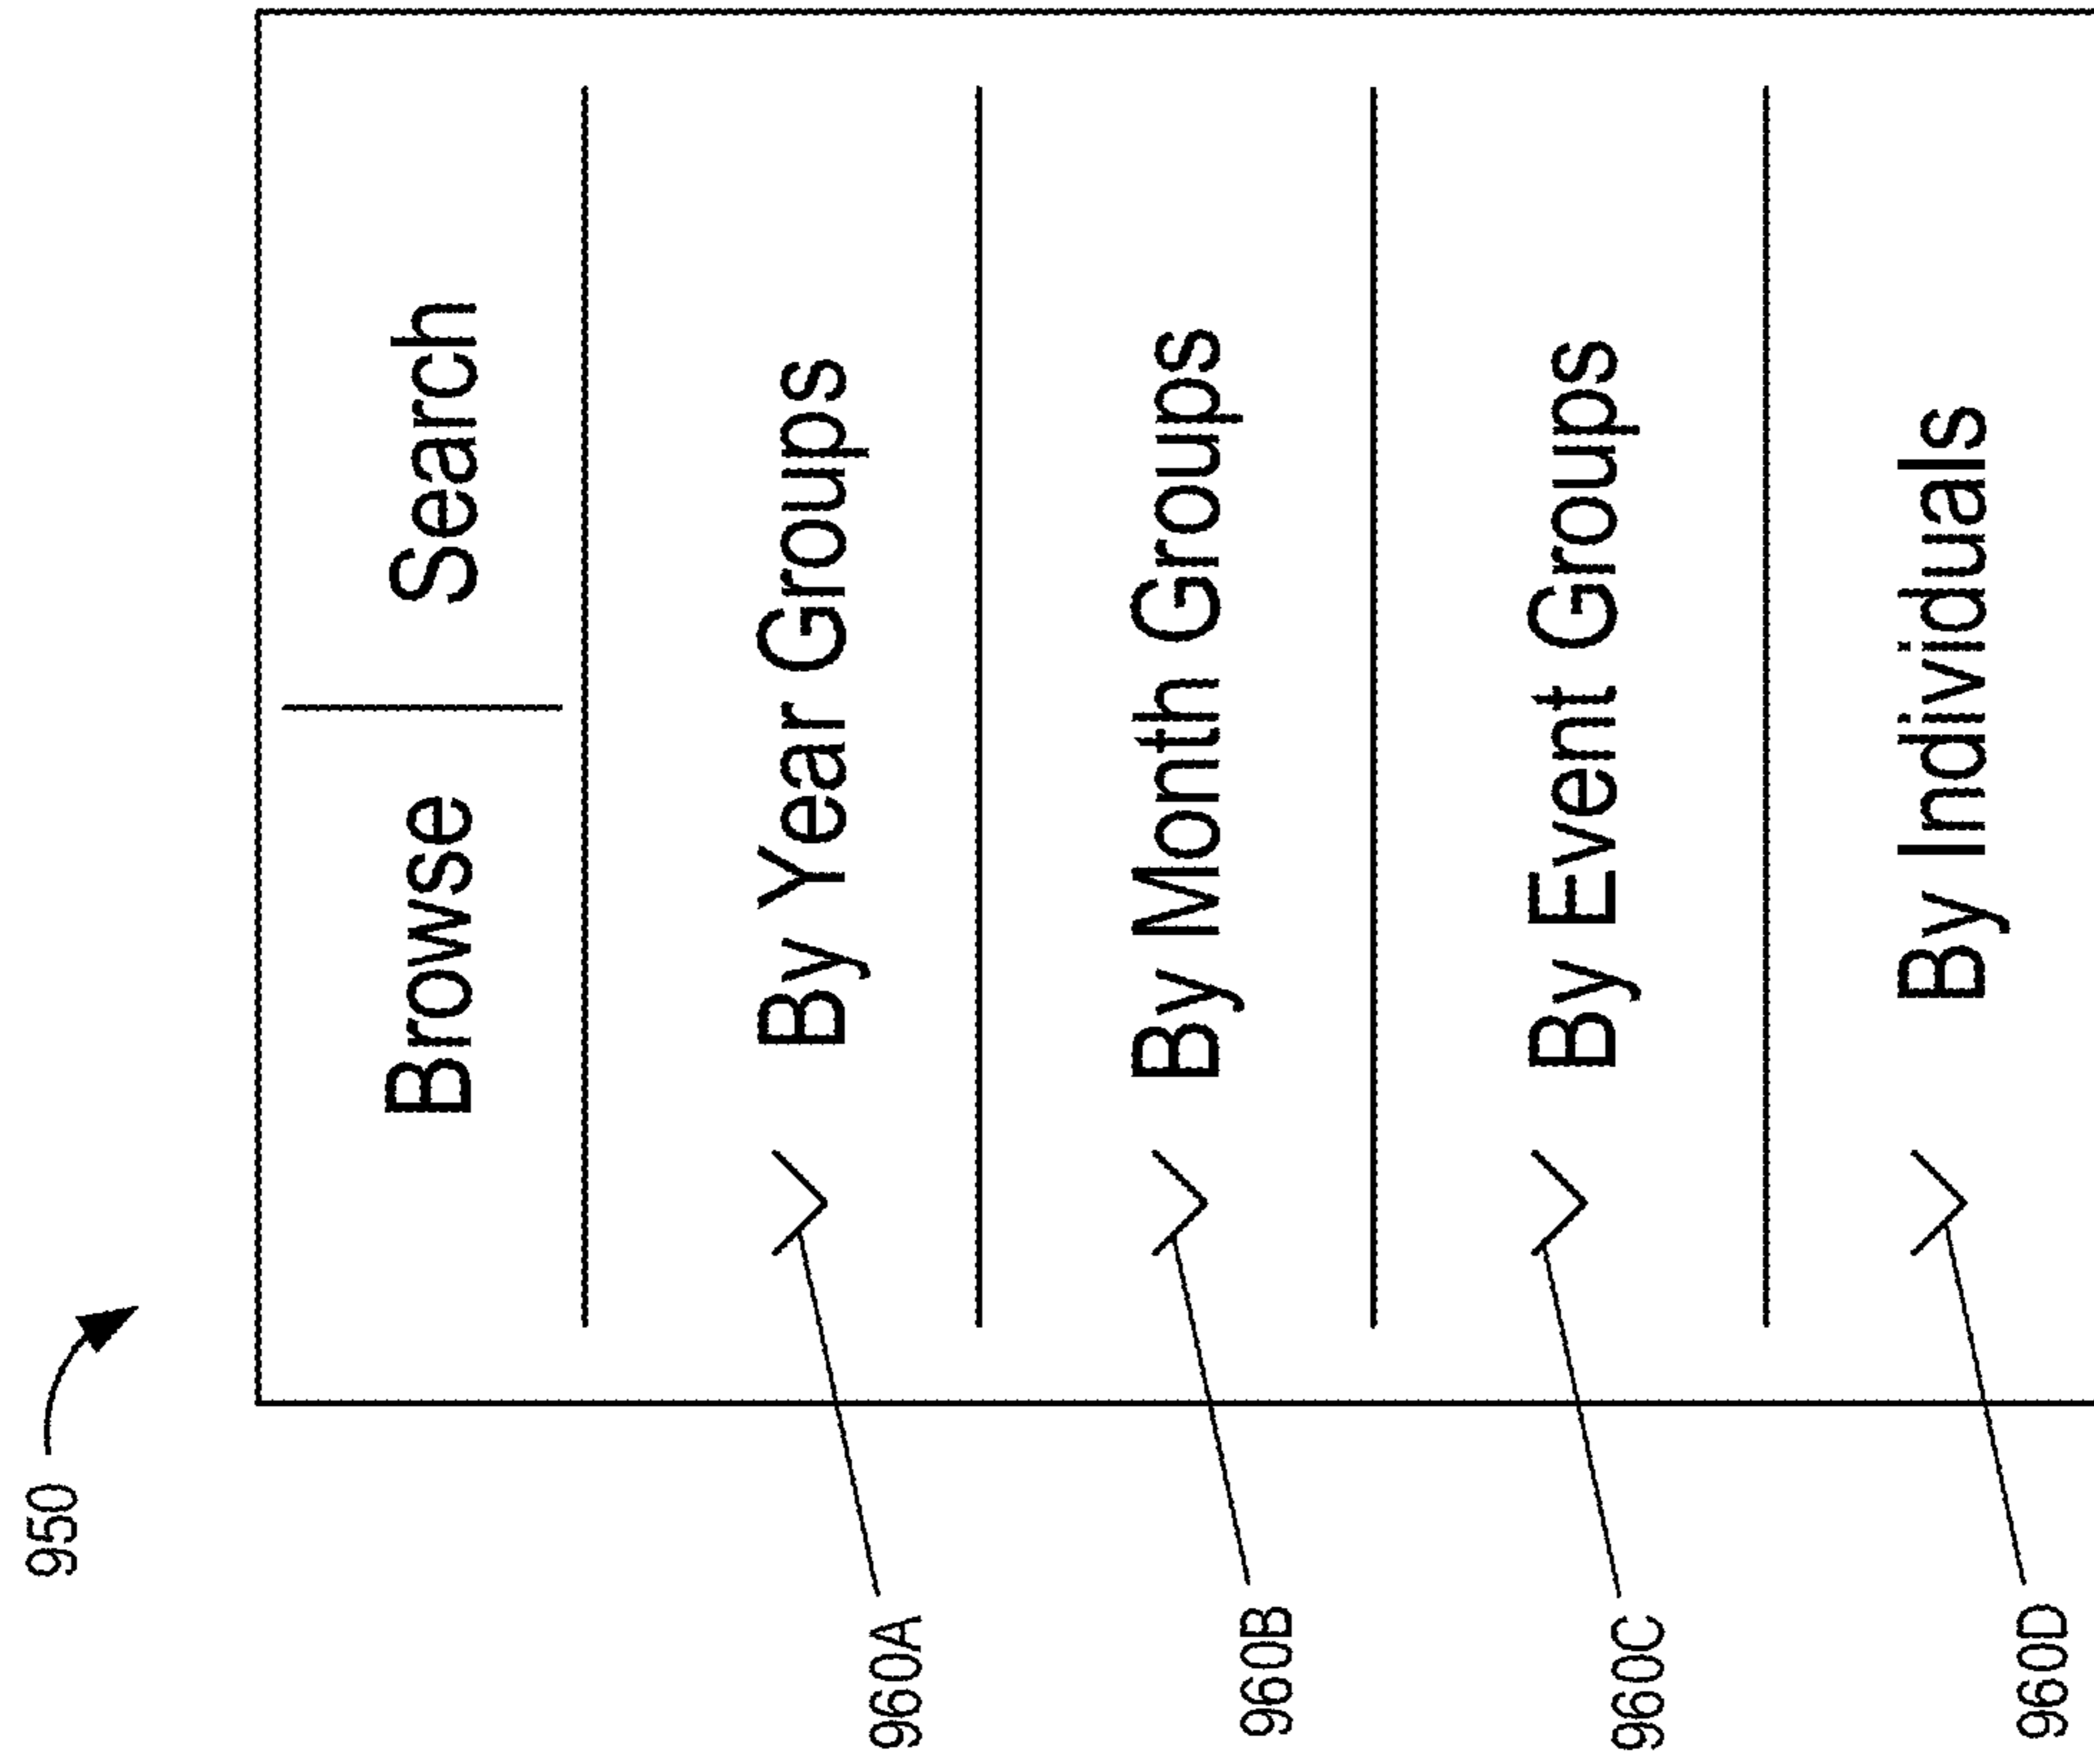 950
Browse Search
960A By Year Groups
960B By Month Groups
960C By Event Groups
960D By Individuals